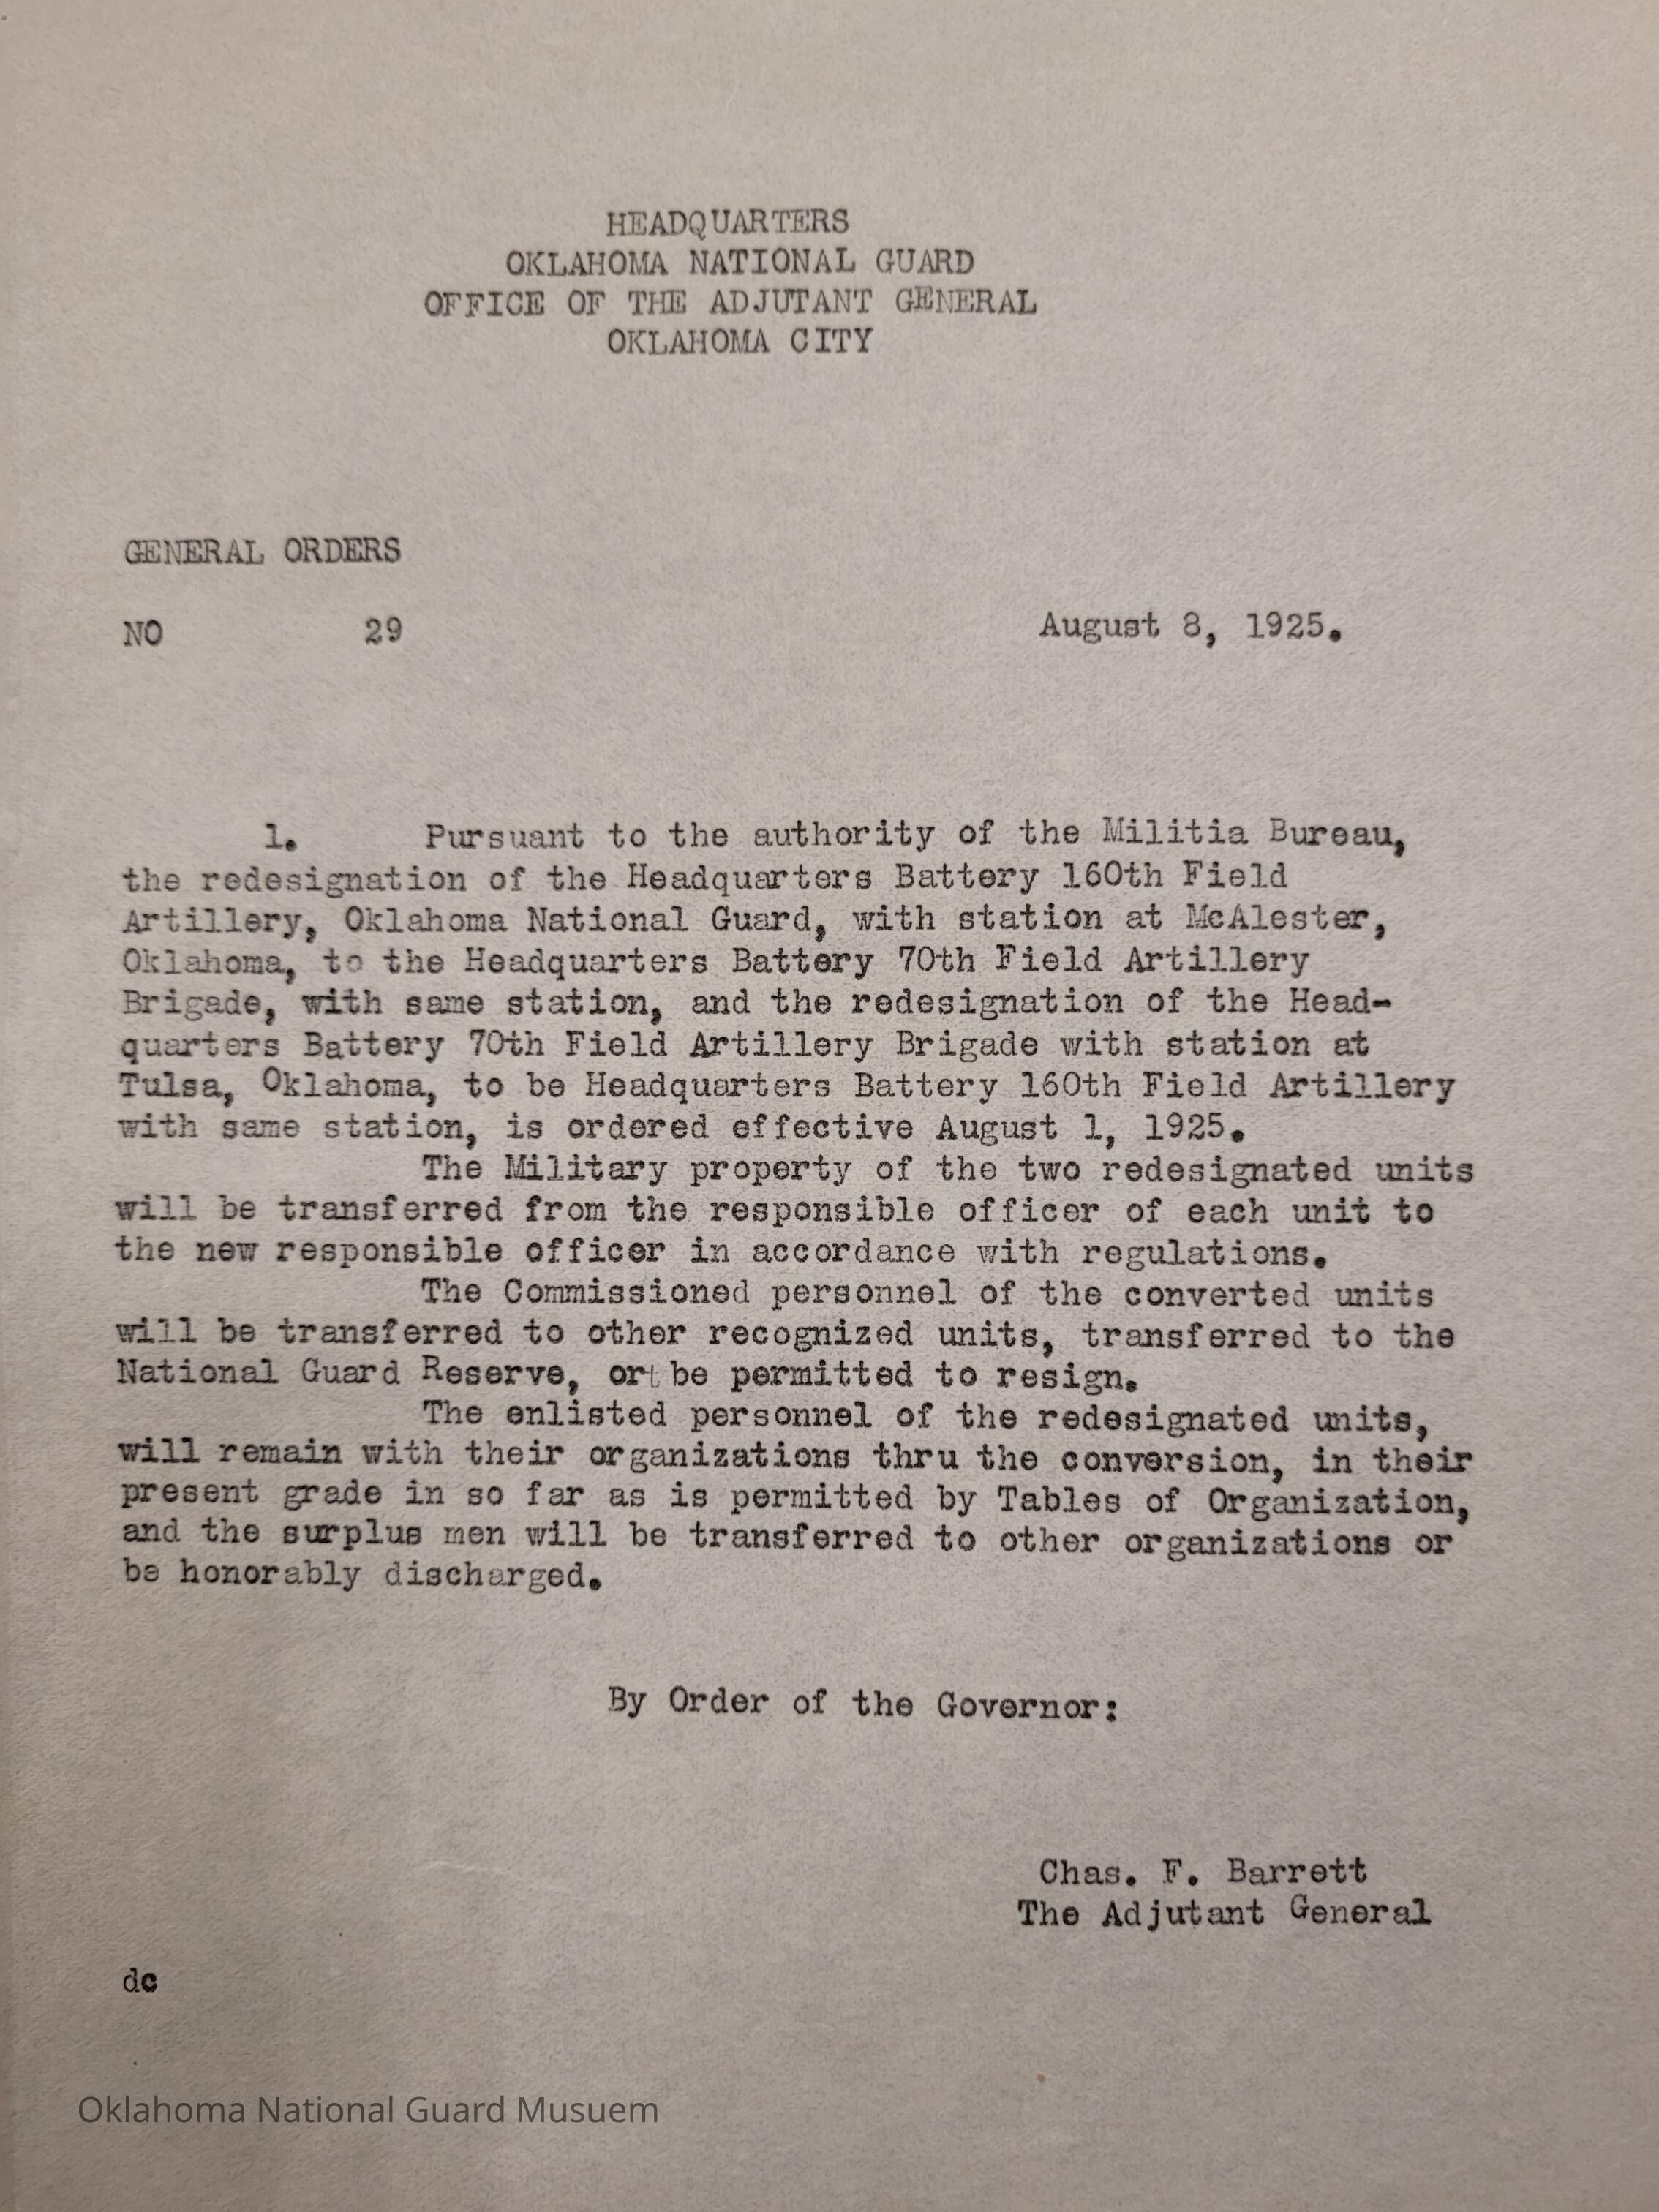 HEADQUARTERS
OKLAHOMA NATIONAL GUARD
OFFICE OF THE ADJUTANT GENERAL
OKLAHOMA CITY
GENERAL ORDERS
NO 29 August 8, 1925.
1. Pursuant to the authority of the Militia Bureau,
the redesignation of the Headquarters Battery 160th Field
Artillery, Oklahoma National Guard, with station at McAlester,
Oklahoma, to the Headquarters Battery 70th Field Artillery
Brigade, with same station, and the redesignation of the Head-
quarters Battery 70th Field Artillery Brigade with station at
Tulsa, Oklahoma, to be Headquarters Battery 160th Field Artillery
with same station, is ordered effective August 1, 1925.
The Military property of the two redesignated units
will be transferred from the responsible officer of each unit to
the new responsible officer in accordance with regulations.
The Commissioned personnel of the converted units
will be transferred to other recognized units, transferred to the
National Guard Reserve, or be permitted to resign.
The enlisted personnel of the redesignated units,
will remain with their organizations thru the conversion, in their
present grade in so far as is permitted by Tables of Organization,
and the surplus men will be transferred to other organizations or
be honorably discharged.
By Order of the Governor:
Chas. F. Barrett
The Adjutant General
dc
Oklahoma National Guard Musuem